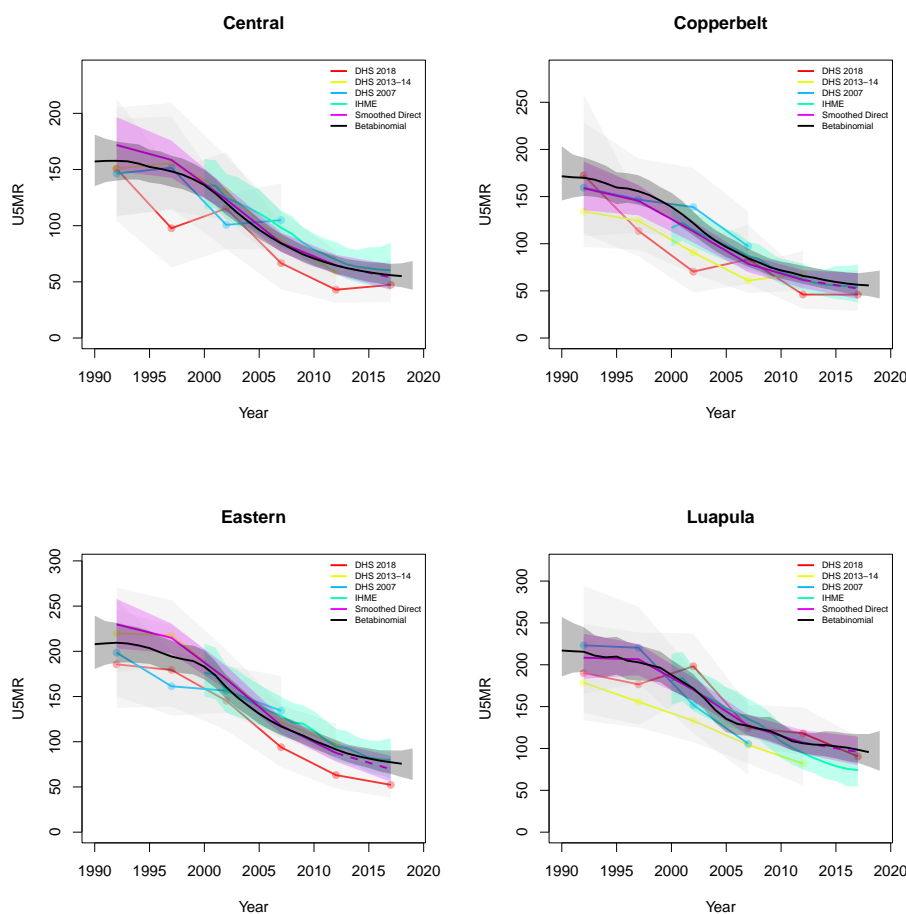 Central
U5MR
200
150
100
50
0
DHS 2018
DHS 2013−14
DHS 2007
IHME
Smoothed Direct
Betabinomial
1990 1995 2000 2005 2010 2015 2020
Year
Copperbelt
U5MR
250
200
150
100
50
0
DHS 2018
DHS 2013−14
DHS 2007
IHME
Smoothed Direct
Betabinomial
1990 1995 2000 2005 2010 2015 2020
Year
Eastern
U5MR
300
250
200
150
100
50
0
DHS 2018
DHS 2013−14
DHS 2007
IHME
Smoothed Direct
Betabinomial
1990 1995 2000 2005 2010 2015 2020
Year
Luapula
U5MR
300
250
200
150
100
50
0
DHS 2018
DHS 2013−14
DHS 2007
IHME
Smoothed Direct
Betabinomial
1990 1995 2000 2005 2010 2015 2020
Year